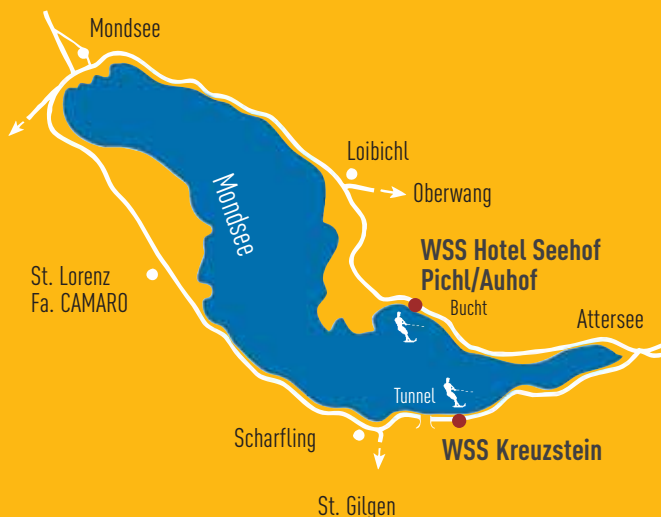 Mondsee
Loibichl
Oberwang
Mondsee
WSS Hotel Seehof
Pichl/Auhof
Bucht
St. Lorenz
Fa. CAMARO
Attersee
Tunnel
Scharfling
WSS Kreuzstein
St. Gilgen